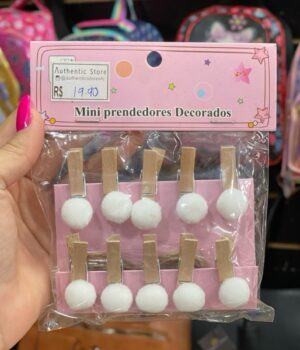 Authentic Store
R$ 19.90
Mini prendedores Decorados